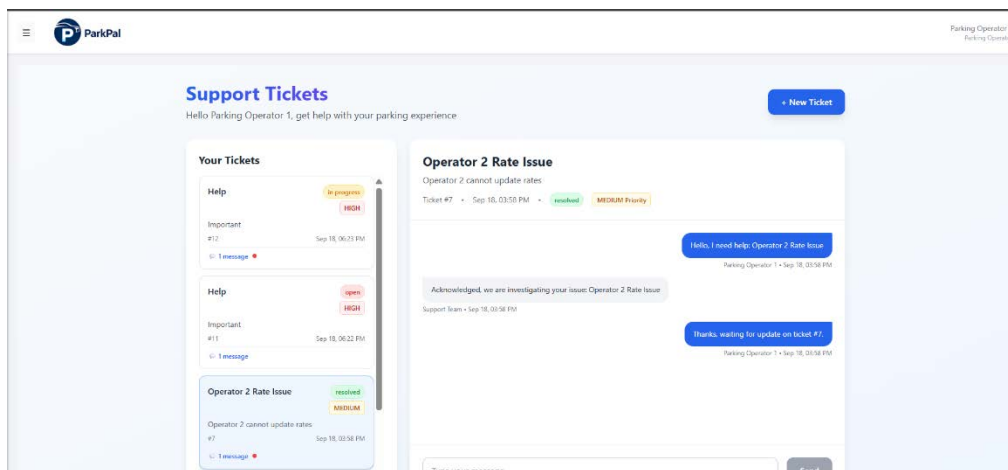 ☰ ParkPal
Parking Operator
Parking Operat
Support Tickets
Hello Parking Operator 1, get help with your parking experience
+ New Ticket
Your Tickets
Help
in progress
HIGH
Important
#12
Sep 18, 06:23 PM
1 message
Help
open
HIGH
Important
#11
Sep 18, 06:22 PM
1 message
Operator 2 Rate Issue
resolved
MEDIUM
Operator 2 cannot update rates
#7
Sep 18, 03:58 PM
1 message
Operator 2 Rate Issue
Operator 2 cannot update rates
Ticket #7 • Sep 18, 03:58 PM • resolved MEDIUM Priority
Hello, I need help: Operator 2 Rate Issue
Parking Operator 1 • Sep 18, 03:58 PM
Acknowledged, we are investigating your issue: Operator 2 Rate Issue
Support Team • Sep 18, 03:58 PM
Thanks, waiting for update on ticket #7.
Parking Operator 1 • Sep 18, 03:58 PM
Type your message
Send